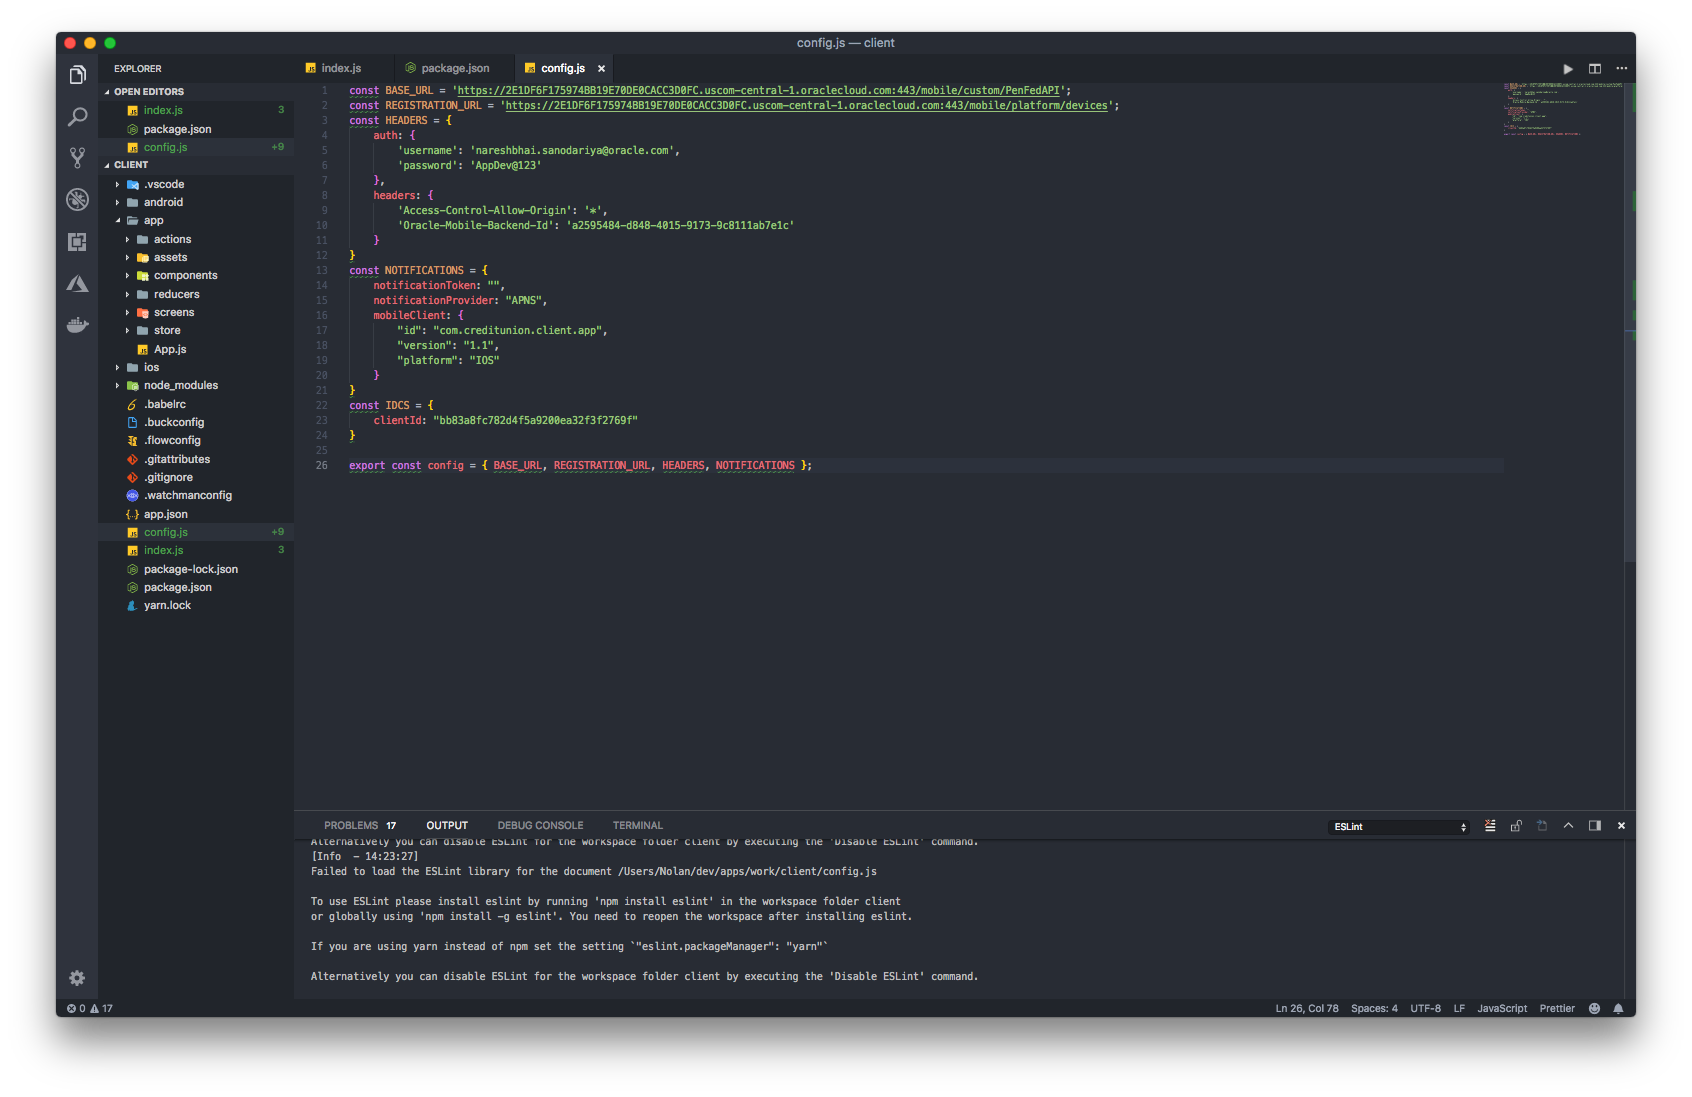 config.js — client
EXPLORER
OPEN EDITORS
index.js 3
package.json
config.js +9
CLIENT
.vscode
android
app
actions
assets
components
reducers
screens
store
App.js
ios
node_modules
.babelrc
.buckconfig
.flowconfig
.gitattributes
.gitignore
.watchmanconfig
app.json
config.js +9
index.js 3
package-lock.json
package.json
yarn.lock
index.js package.json config.js
1 const BASE_URL = 'https://2E1DF6F175974BB19E70DE0CACC3D0FC.uscom-central-1.oraclecloud.com:443/mobile/custom/PenFedAPI';
2 const REGISTRATION_URL = 'https://2E1DF6F175974BB19E70DE0CACC3D0FC.uscom-central-1.oraclecloud.com:443/mobile/platform/devices';
3 const HEADERS = {
4 auth: {
5 'username': 'nareshbhai.sanodariya@oracle.com',
6 'password': 'AppDev@123'
7 },
8 headers: {
9 'Access-Control-Allow-Origin': '*',
10 'Oracle-Mobile-Backend-Id': 'a2595484-d848-4015-9173-9c8111ab7e1c'
11 }
12 }
13 const NOTIFICATIONS = {
14 notificationToken: "",
15 notificationProvider: "APNS",
16 mobileClient: {
17 "id": "com.creditunion.client.app",
18 "version": "1.1",
19 "platform": "IOS"
20 }
21 }
22 const IDCS = {
23 clientId: "bb83a8fc782d4f5a9200ea32f3f2769f"
24 }
25
26 export const config = { BASE_URL, REGISTRATION_URL, HEADERS, NOTIFICATIONS };
PROBLEMS 17 OUTPUT DEBUG CONSOLE TERMINAL ESLint
Alternatively you can disable ESLint for the workspace folder client by executing the 'Disable ESLint' command.
[Info - 14:23:27]
Failed to load the ESLint library for the document /Users/Nolan/dev/apps/work/client/config.js
To use ESLint please install eslint by running 'npm install eslint' in the workspace folder client
or globally using 'npm install -g eslint'. You need to reopen the workspace after installing eslint.
If you are using yarn instead of npm set the setting `"eslint.packageManager": "yarn"`
Alternatively you can disable ESLint for the workspace folder client by executing the 'Disable ESLint' command.
0 17 Ln 26, Col 78 Spaces: 4 UTF-8 LF JavaScript Prettier